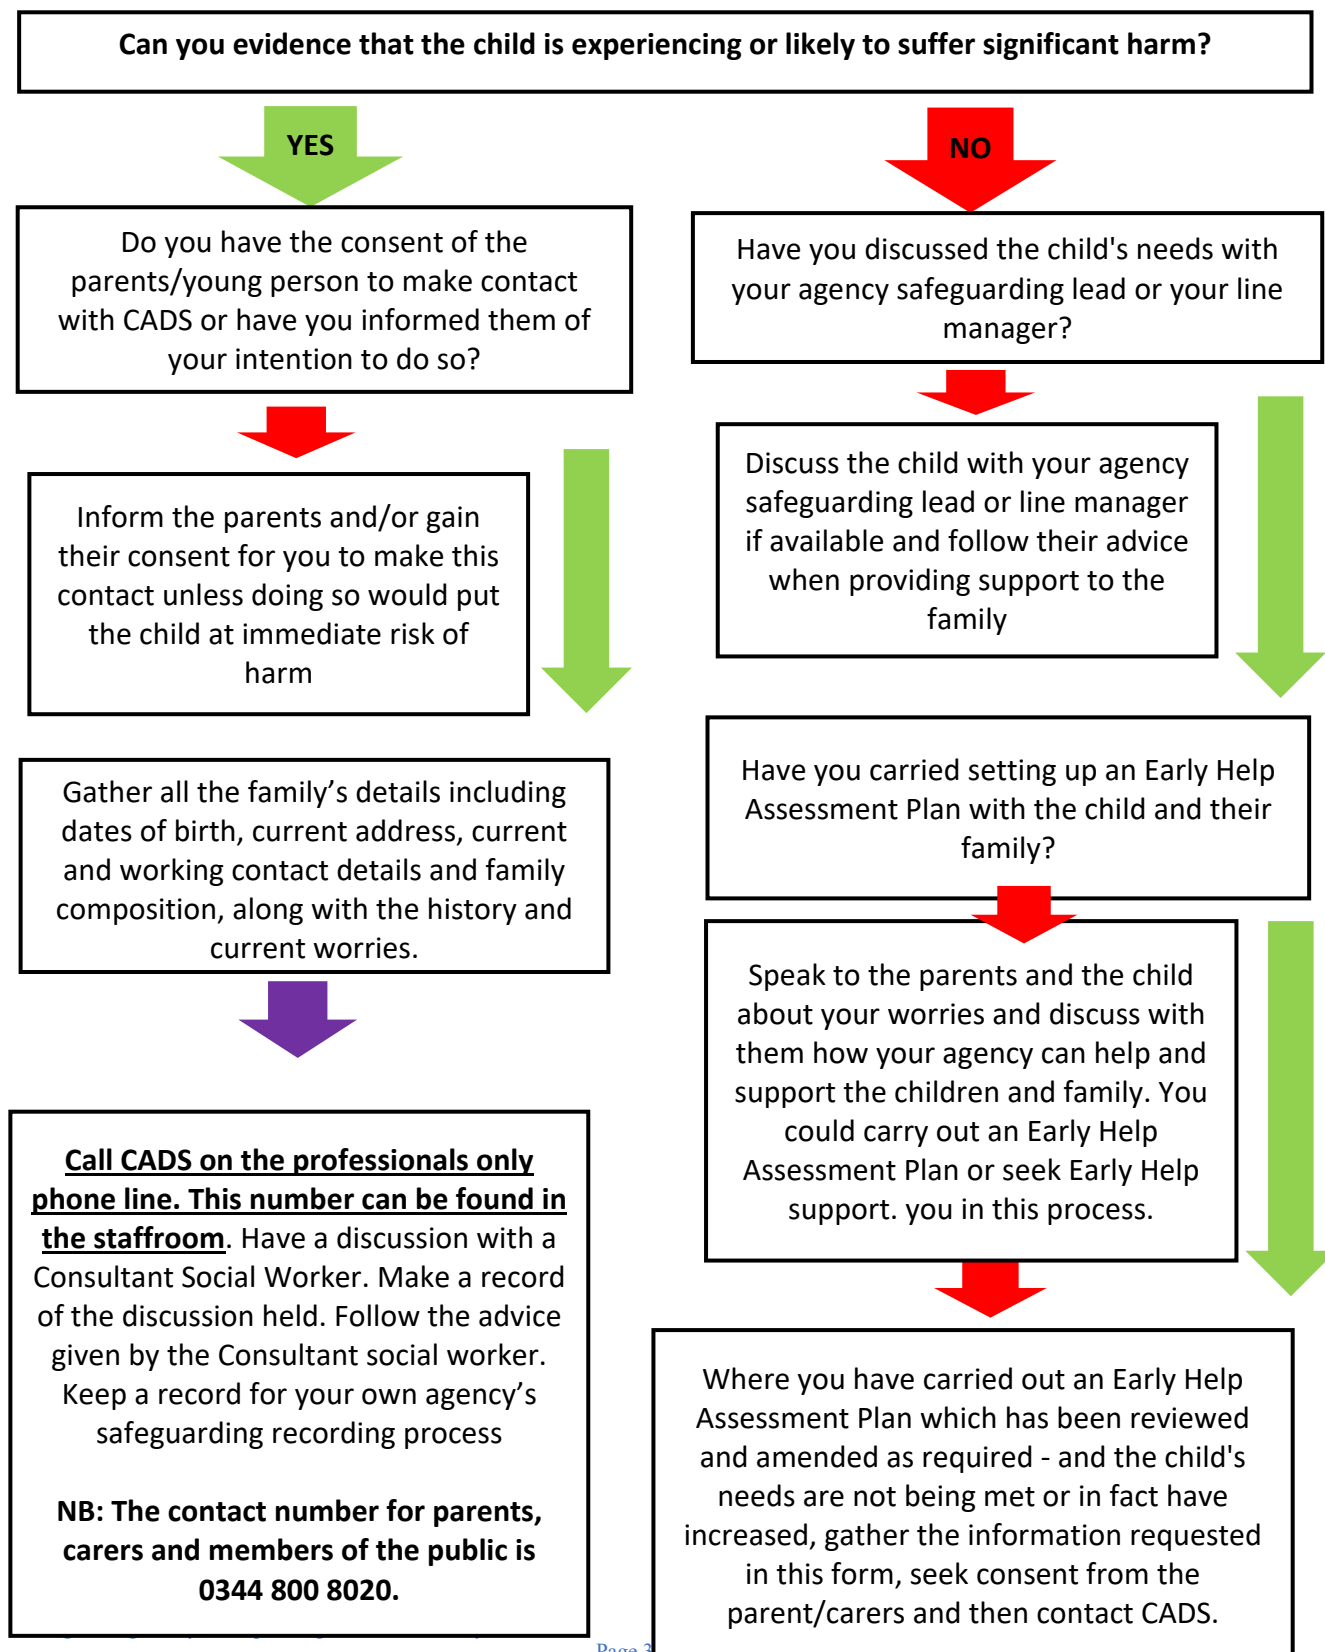 Can you evidence that the child is experiencing or likely to suffer significant harm?
YES
NO
Do you have the consent of the
parents/young person to make contact
with CADS or have you informed them of
your intention to do so?
Inform the parents and/or gain
their consent for you to make this
contact unless doing so would put
the child at immediate risk of
harm
Gather all the family’s details including
dates of birth, current address, current
and working contact details and family
composition, along with the history and
current worries.
Call CADS on the professionals only
phone line. This number can be found in
the staffroom. Have a discussion with a
Consultant Social Worker. Make a record
of the discussion held. Follow the advice
given by the Consultant social worker.
Keep a record for your own agency’s
safeguarding recording process
NB: The contact number for parents,
carers and members of the public is
0344 800 8020.
Have you discussed the child's needs with
your agency safeguarding lead or your line
manager?
Discuss the child with your agency
safeguarding lead or line manager
if available and follow their advice
when providing support to the
family
Have you carried setting up an Early Help
Assessment Plan with the child and their
family?
Speak to the parents and the child
about your worries and discuss with
them how your agency can help and
support the children and family. You
could carry out an Early Help
Assessment Plan or seek Early Help
support. you in this process.
Where you have carried out an Early Help
Assessment Plan which has been reviewed
and amended as required - and the child's
needs are not being met or in fact have
increased, gather the information requested
in this form, seek consent from the
parent/carers and then contact CADS.
Page 3